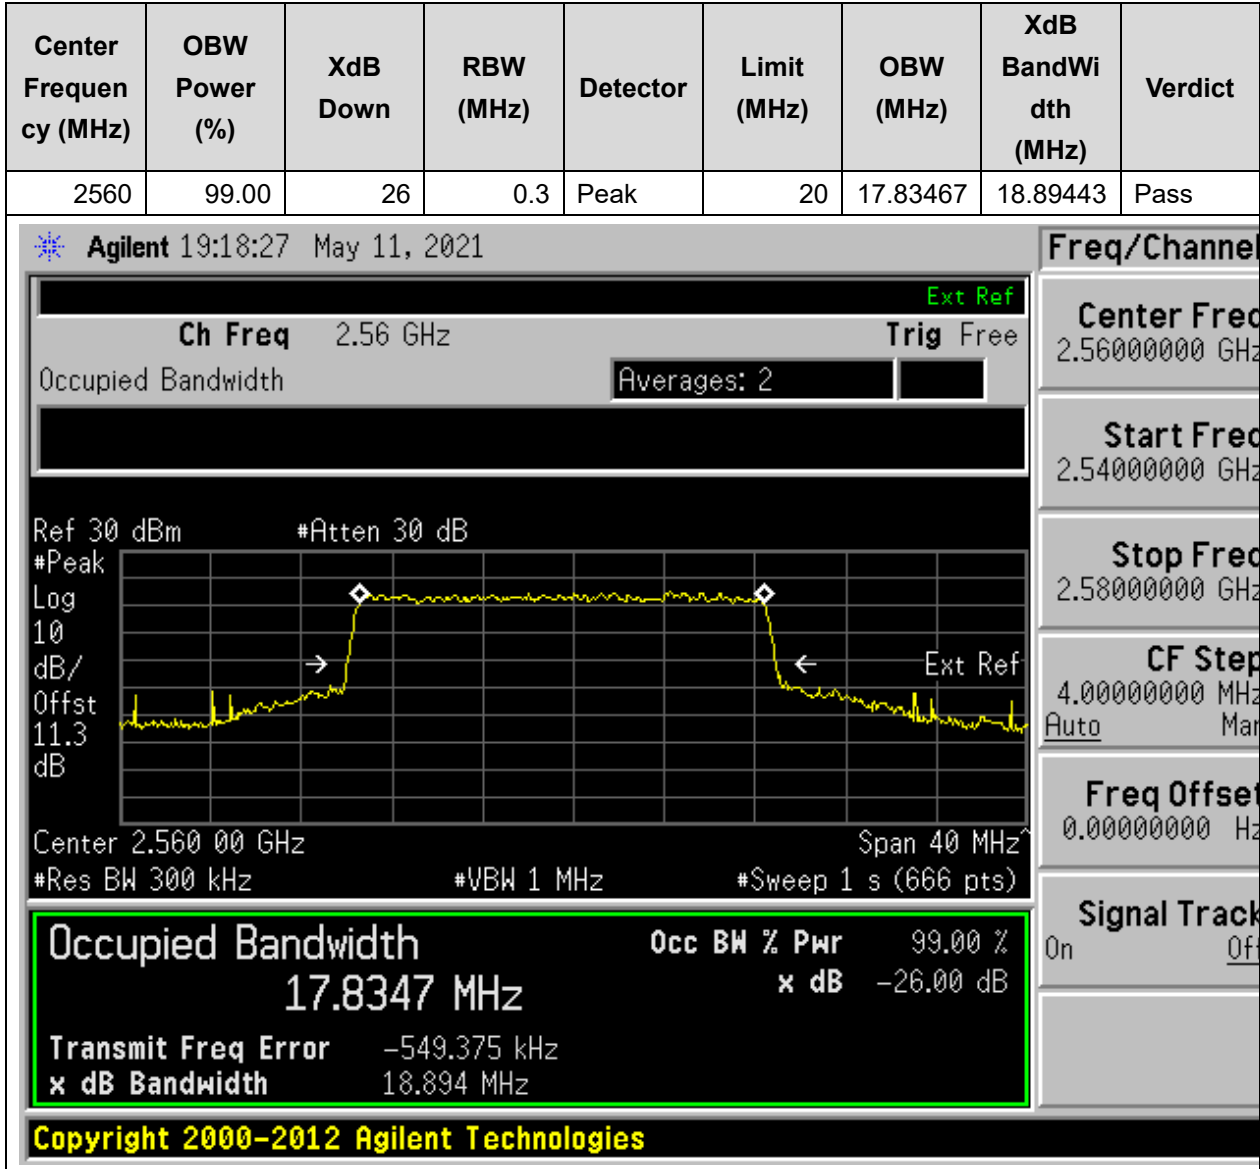 Center Frequen cy (MHz) OBW Power (%) XdB Down RBW (MHz) Detector Limit (MHz) OBW (MHz) XdB BandWi dth (MHz) Verdict
2560 99.00 26 0.3 Peak 20 17.83467 18.89443 Pass
Agilent 19:18:27 May 11, 2021
Freq/Channel
Ext Ref
Ch Freq 2.56 GHz Trig Free
Occupied Bandwidth Averages: 2
Ref 30 dBm #Atten 30 dB
#Peak
Log
10
dB/
Offst
11.3
dB
Ext Ref
Center 2.560 00 GHz Span 40 MHz^
#Res BW 300 kHz #VBW 1 MHz #Sweep 1 s (666 pts)
Occupied Bandwidth Occ BW % Pwr 99.00 %
17.8347 MHz x dB -26.00 dB
Transmit Freq Error -549.375 kHz
x dB Bandwidth 18.894 MHz
Center Freq
2.56000000 GHz
Start Freq
2.54000000 GHz
Stop Freq
2.58000000 GHz
CF Step
4.00000000 MHz
Auto Man
Freq Offset
0.00000000 Hz
Signal Track
On Off
Copyright 2000-2012 Agilent Technologies